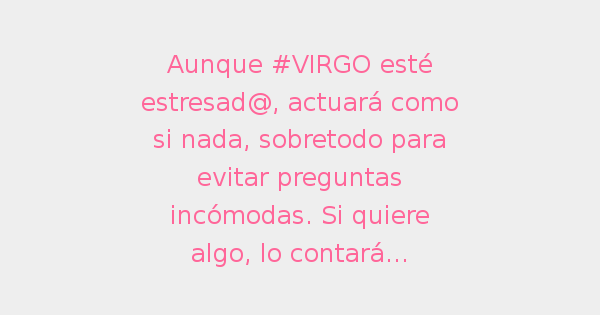 Aunque #VIRGO esté
estresad@, actuará como
si nada, sobretodo para
evitar preguntas
incómodas. Si quiere
algo, lo contará...